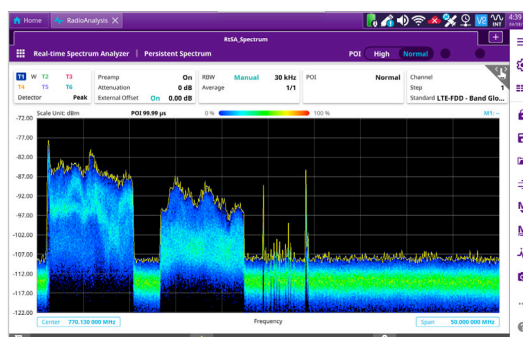 Home
RadioAnalysis
VS
INT
4:39
RtSA_Spectrum
Real-time Spectrum Analyzer
Persistent Spectrum
POI High Normal
T1 W T2 T3
T4 T5 T6
Detector Peak
Preamp On
Attenuation 0 dB
External Offset On 0.00 dB
RBW Manual 30 kHz
Average 1/1
POI Normal
Channel
Step 1
Standard LTE-FDD - Band Glo...
Scale Unit: dBm
POI 99.99 µs
0 %
100 %
M1: --
-72.00
-77.00
-82.00
-87.00
-92.00
-97.00
-102.00
-107.00
-112.00
-117.00
-122.00
Center 770.130 000 MHz
Frequency
Span 50.000 000 MHz